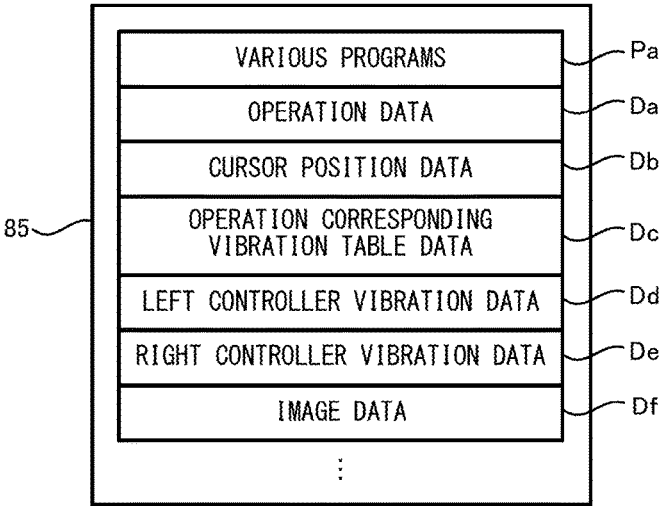 VARIOUS PROGRAMS Pa
OPERATION DATA Da
CURSOR POSITION DATA Db
85
OPERATION CORRESPONDING
VIBRATION TABLE DATA Dc
LEFT CONTROLLER VIBRATION DATA Dd
RIGHT CONTROLLER VIBRATION DATA De
IMAGE DATA Df
⋮